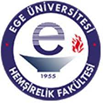 EGE ÜNİVERSİTESİ
e
1955
HEMŞİRELİK FAKÜLTESİ